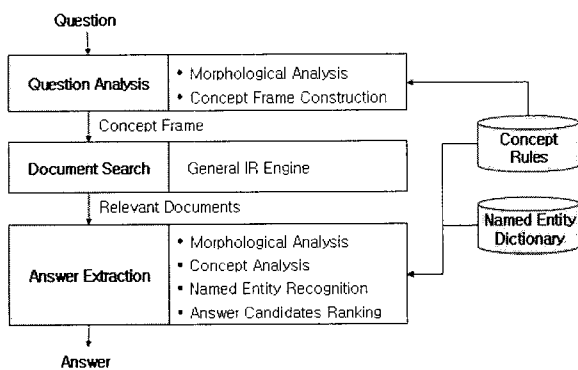 Question
Question Analysis
• Morphological Analysis
• Concept Frame Construction
Concept Frame
Concept
Rules
Document Search
General IR Engine
Relevant Documents
Named Entity
Dictionary
Answer Extraction
• Morphological Analysis
• Concept Analysis
• Named Entity Recognition
• Answer Candidates Ranking
Answer